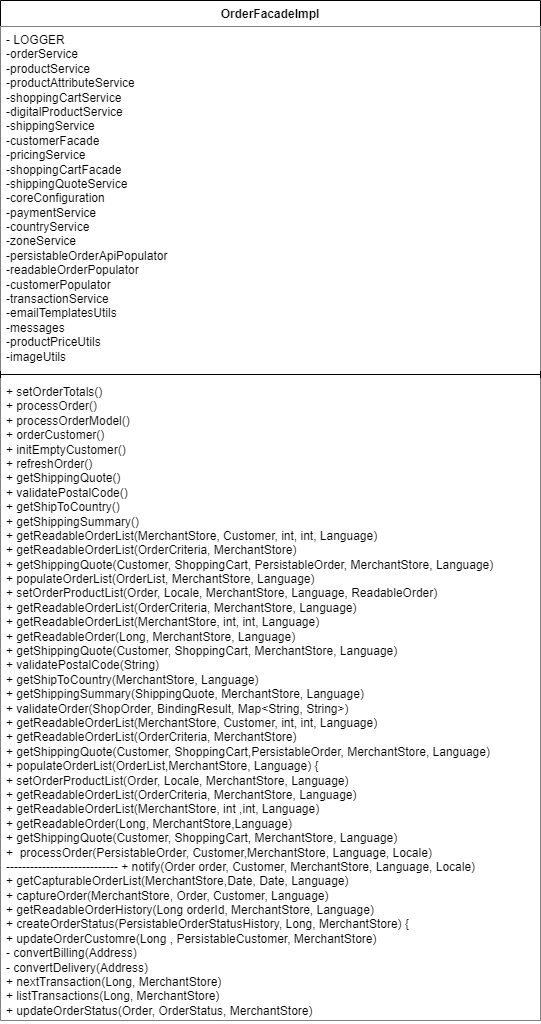 OrderFacadeImpl
- LOGGER
-orderService
-productService
-productAttributeService
-shoppingCartService
-digitalProductService
-shippingService
-customerFacade
-pricingService
-shoppingCartFacade
-shippingQuoteService
-coreConfiguration
-paymentService
-countryService
-zoneService
-persistableOrderApiPopulator
-readableOrderPopulator
-customerPopulator
-transactionService
-emailTemplatesUtils
-messages
-productPriceUtils
-imageUtils
+ setOrderTotals()
+ processOrder()
+ processOrderModel()
+ orderCustomer()
+ initEmptyCustomer()
+ refreshOrder()
+ getShippingQuote()
+ validatePostalCode()
+ getShipToCountry()
+ getShippingSummary()
+ getReadableOrderList(MerchantStore, Customer, int, int, Language)
+ getReadableOrderList(OrderCriteria, MerchantStore)
+ getShippingQuote(Customer, ShoppingCart, PersistableOrder, MerchantStore, Language)
+ populateOrderList(OrderList, MerchantStore, Language)
+ setOrderProductList(Order, Locale, MerchantStore, Language, ReadableOrder)
+ getReadableOrderList(OrderCriteria, MerchantStore, Language)
+ getReadableOrderList(MerchantStore, int, int, Language)
+ getReadableOrder(Long, MerchantStore, Language)
+ getShippingQuote(Customer, ShoppingCart, MerchantStore, Language)
+ validatePostalCode(String)
+ getShipToCountry(MerchantStore, Language)
+ getShippingSummary(ShippingQuote, MerchantStore, Language)
+ validateOrder(ShopOrder, BindingResult, Map<String, String>)
+ getReadableOrderList(MerchantStore, Customer, int, int, Language)
+ getReadableOrderList(OrderCriteria, MerchantStore)
+ getShippingQuote(Customer, ShoppingCart,PersistableOrder, MerchantStore, Language)
+ populateOrderList(OrderList,MerchantStore, Language) {
+ setOrderProductList(Order, Locale, MerchantStore, Language)
+ getReadableOrderList(OrderCriteria, MerchantStore, Language)
+ getReadableOrderList(MerchantStore, int ,int, Language)
+ getReadableOrder(Long, MerchantStore,Language)
+ getShippingQuote(Customer, ShoppingCart, MerchantStore, Language)
+  processOrder(PersistableOrder, Customer,MerchantStore, Language, Locale)
---------------------------- + notify(Order order, Customer, MerchantStore, Language, Locale)
+ getCapturableOrderList(MerchantStore,Date, Date, Language)
+ captureOrder(MerchantStore, Order, Customer, Language)
+ getReadableOrderHistory(Long orderId, MerchantStore, Language)
+ createOrderStatus(PersistableOrderStatusHistory, Long, MerchantStore) {
+ updateOrderCustomre(Long , PersistableCustomer, MerchantStore)
- convertBilling(Address)
- convertDelivery(Address)
+ nextTransaction(Long, MerchantStore)
+ listTransactions(Long, MerchantStore)
+ updateOrderStatus(Order, OrderStatus, MerchantStore)